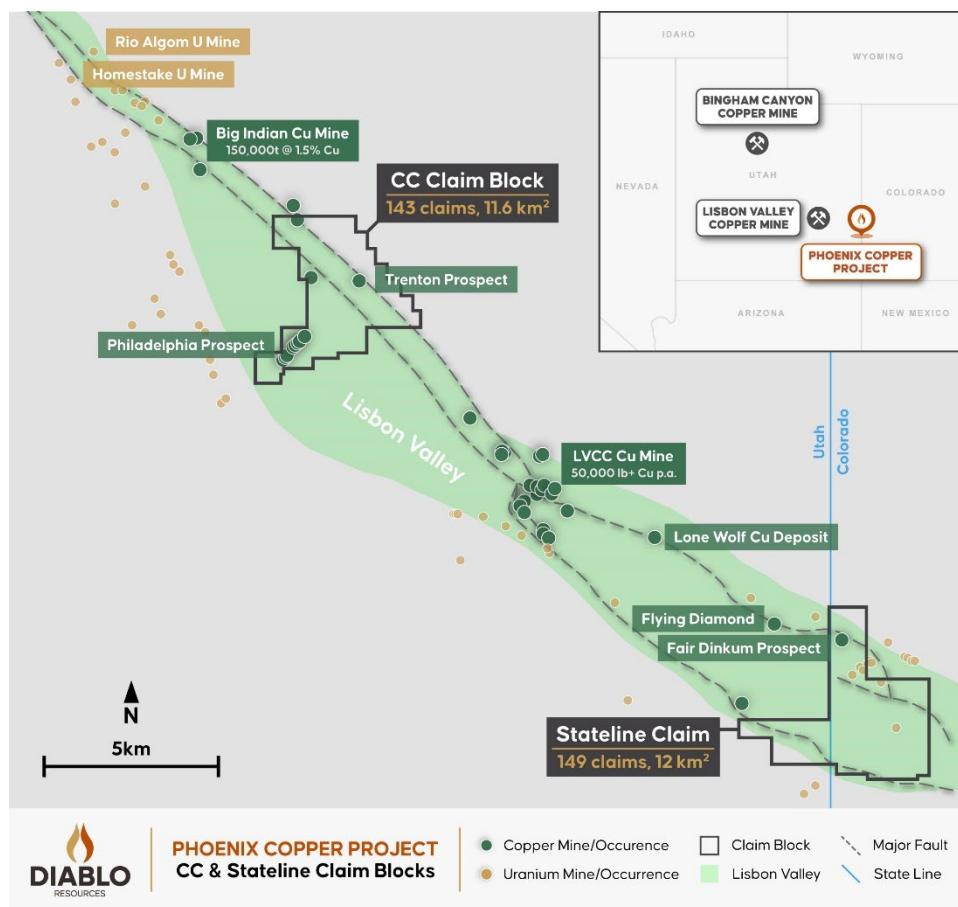 Rio Algom U Mine
Homestake U Mine
Big Indian Cu Mine
150,000t @ 1.5% Cu
CC Claim Block
143 claims, 11.6 km²
Trenton Prospect
Philadelphia Prospect
Lisbon Valley
LVCC Cu Mine
50,000 lb+ Cu p.a.
Lone Wolf Cu Deposit
Flying Diamond
Fair Dinkum Prospect
Stateline Claim
149 claims, 12 km²
Utah
Colorado
N
5km
IDAHO
WYOMING
BINGHAM CANYON
COPPER MINE
NEVADA
UTAH
COLORADO
LISBON VALLEY
COPPER MINE
PHOENIX COPPER
PROJECT
ARIZONA
NEW MEXICO
DIABLO
RESOURCES
PHOENIX COPPER PROJECT
CC & Stateline Claim Blocks
Copper Mine/Occurence
Uranium Mine/Occurrence
Claim Block
Lisbon Valley
Major Fault
State Line